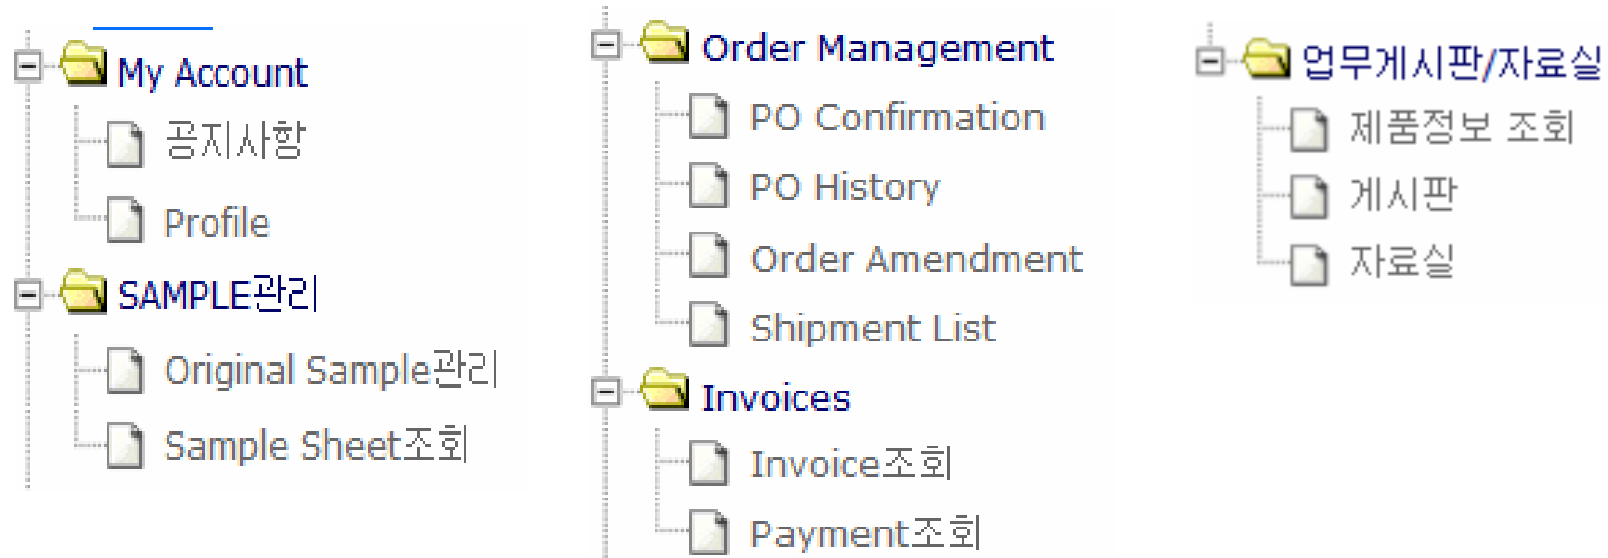 My Account
공지사항
Profile
SAMPLE관리
Original Sample관리
Sample Sheet조회
Order Management
PO Confirmation
PO History
Order Amendment
Shipment List
Invoices
Invoice조회
Payment조회
업무게시판/자료실
제품정보 조회
게시판
자료실